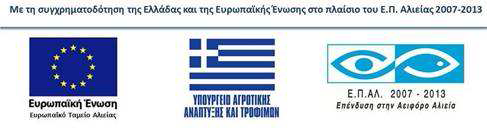 Με τη συγχρηματοδότηση της Ελλάδας και της Ευρωπαϊκής Ένωσης στο πλαίσιο του Ε.Π. Αλιείας 2007-2013
Ευρωπαϊκή Ένωση
Ευρωπαϊκό Ταμείο Αλιείας
ΥΠΟΥΡΓΕΙΟ ΑΓΡΟΤΙΚΗΣ
ΑΝΑΠΤΥΞΗΣ ΚΑΙ ΤΡΟΦΙΜΩΝ
Ε.Π.ΑΛ. 2007 - 2013
Επένδυση στην Αειφόρο Αλιεία